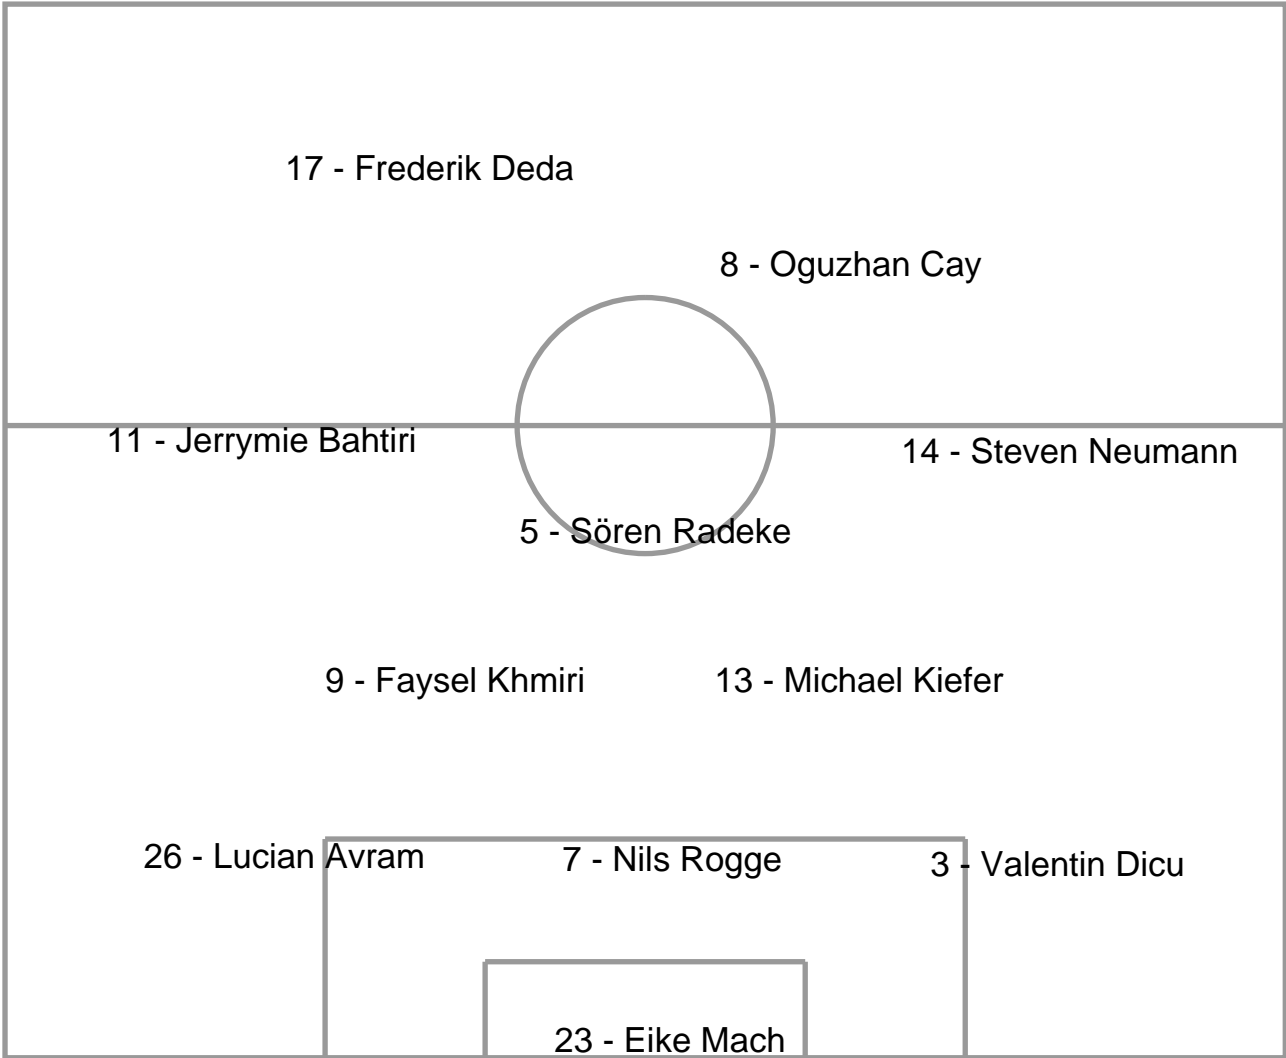 17 - Frederik Deda
8 - Oguzhan Cay
11 - Jerrymie Bahtiri
14 - Steven Neumann
5 - Sören Radeke
9 - Faysel Khmiri
13 - Michael Kiefer
26 - Lucian Avram
7 - Nils Rogge
3 - Valentin Dicu
23 - Eike Mach